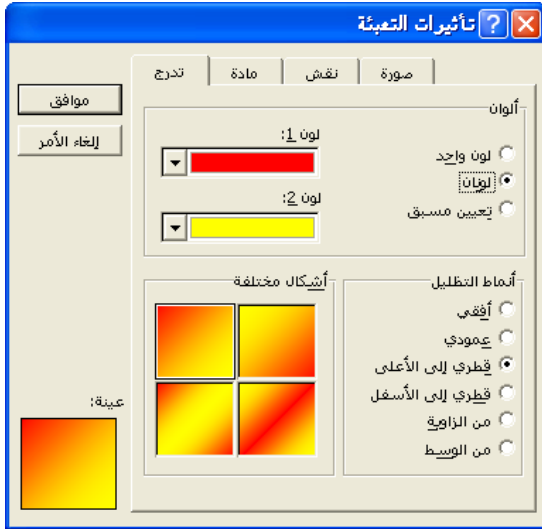 تأثيرات التعبئة
صورة
نقش
مادة
تدرج
موافق
إلغاء الأمر
ألوان
لون واحد
لونان
تعيين مسبق
لون 1:
لون 2:
أنماط التظليل
أفقي
عمودي
قطري إلى الأعلى
قطري إلى الأسفل
من الزاوية
من الوسط
أشكال مختلفة
عينة: